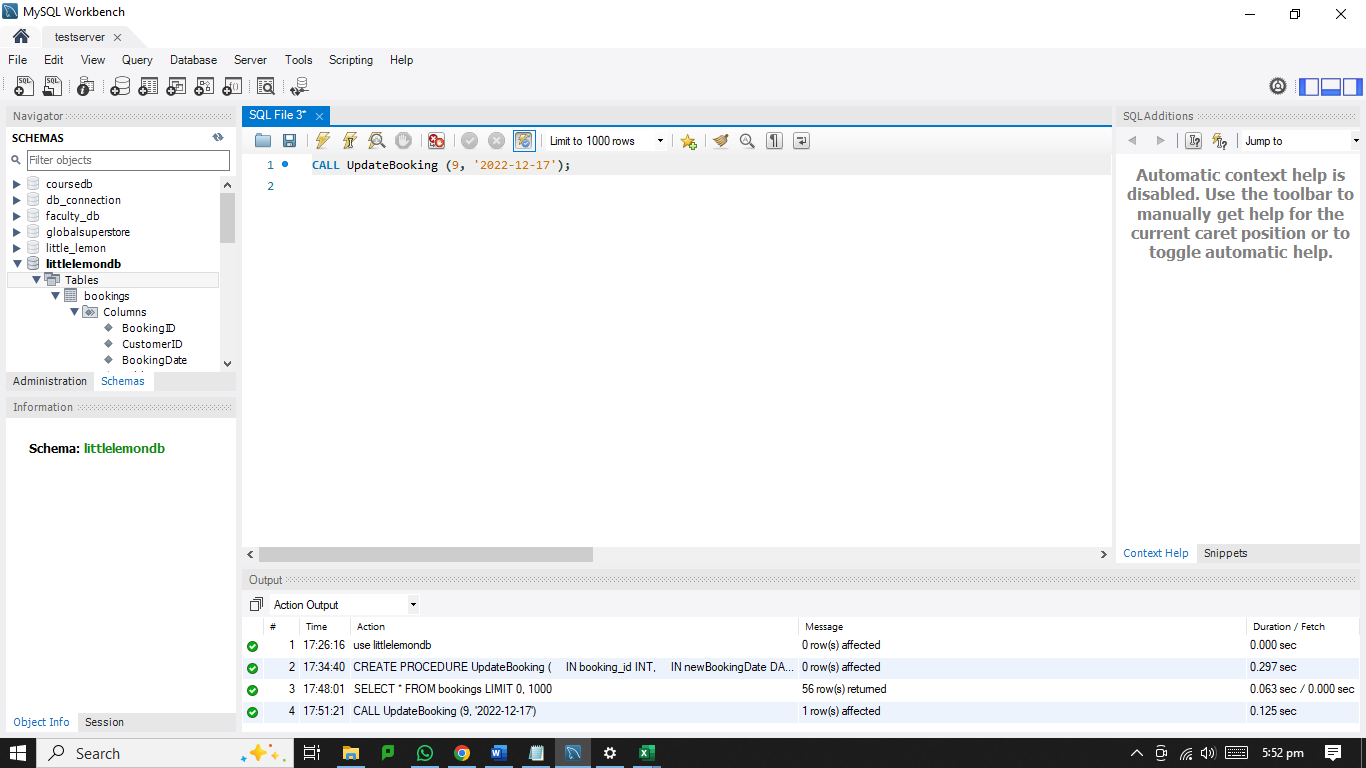 MySQL Workbench
testserver
File Edit View Query Database Server Tools Scripting Help
Navigator
SCHEMAS
Filter objects
coursedb
db_connection
faculty_db
globalsuperstore
little_lemon
littlelemondb
Tables
bookings
Columns
BookingID
CustomerID
BookingDate
Administration Schemas
Information
Schema: littlelemondb
Object Info Session
SQL File 3*
Limit to 1000 rows
1 CALL UpdateBooking (9, '2022-12-17');
2
SQLAdditions
Jump to
Automatic context help is
disabled. Use the toolbar to
manually get help for the
current caret position or to
toggle automatic help.
Context Help Snippets
Output
Action Output
# Time Action Message Duration / Fetch
1 17:26:16 use littlelemondb 0 row(s) affected 0.000 sec
2 17:34:40 CREATE PROCEDURE UpdateBooking ( IN booking_id INT, IN newBookingDate DA... 0 row(s) affected 0.297 sec
3 17:48:01 SELECT * FROM bookings LIMIT 0, 1000 56 row(s) returned 0.063 sec / 0.000 sec
4 17:51:21 CALL UpdateBooking (9, '2022-12-17') 1 row(s) affected 0.125 sec
Search
5:52 pm